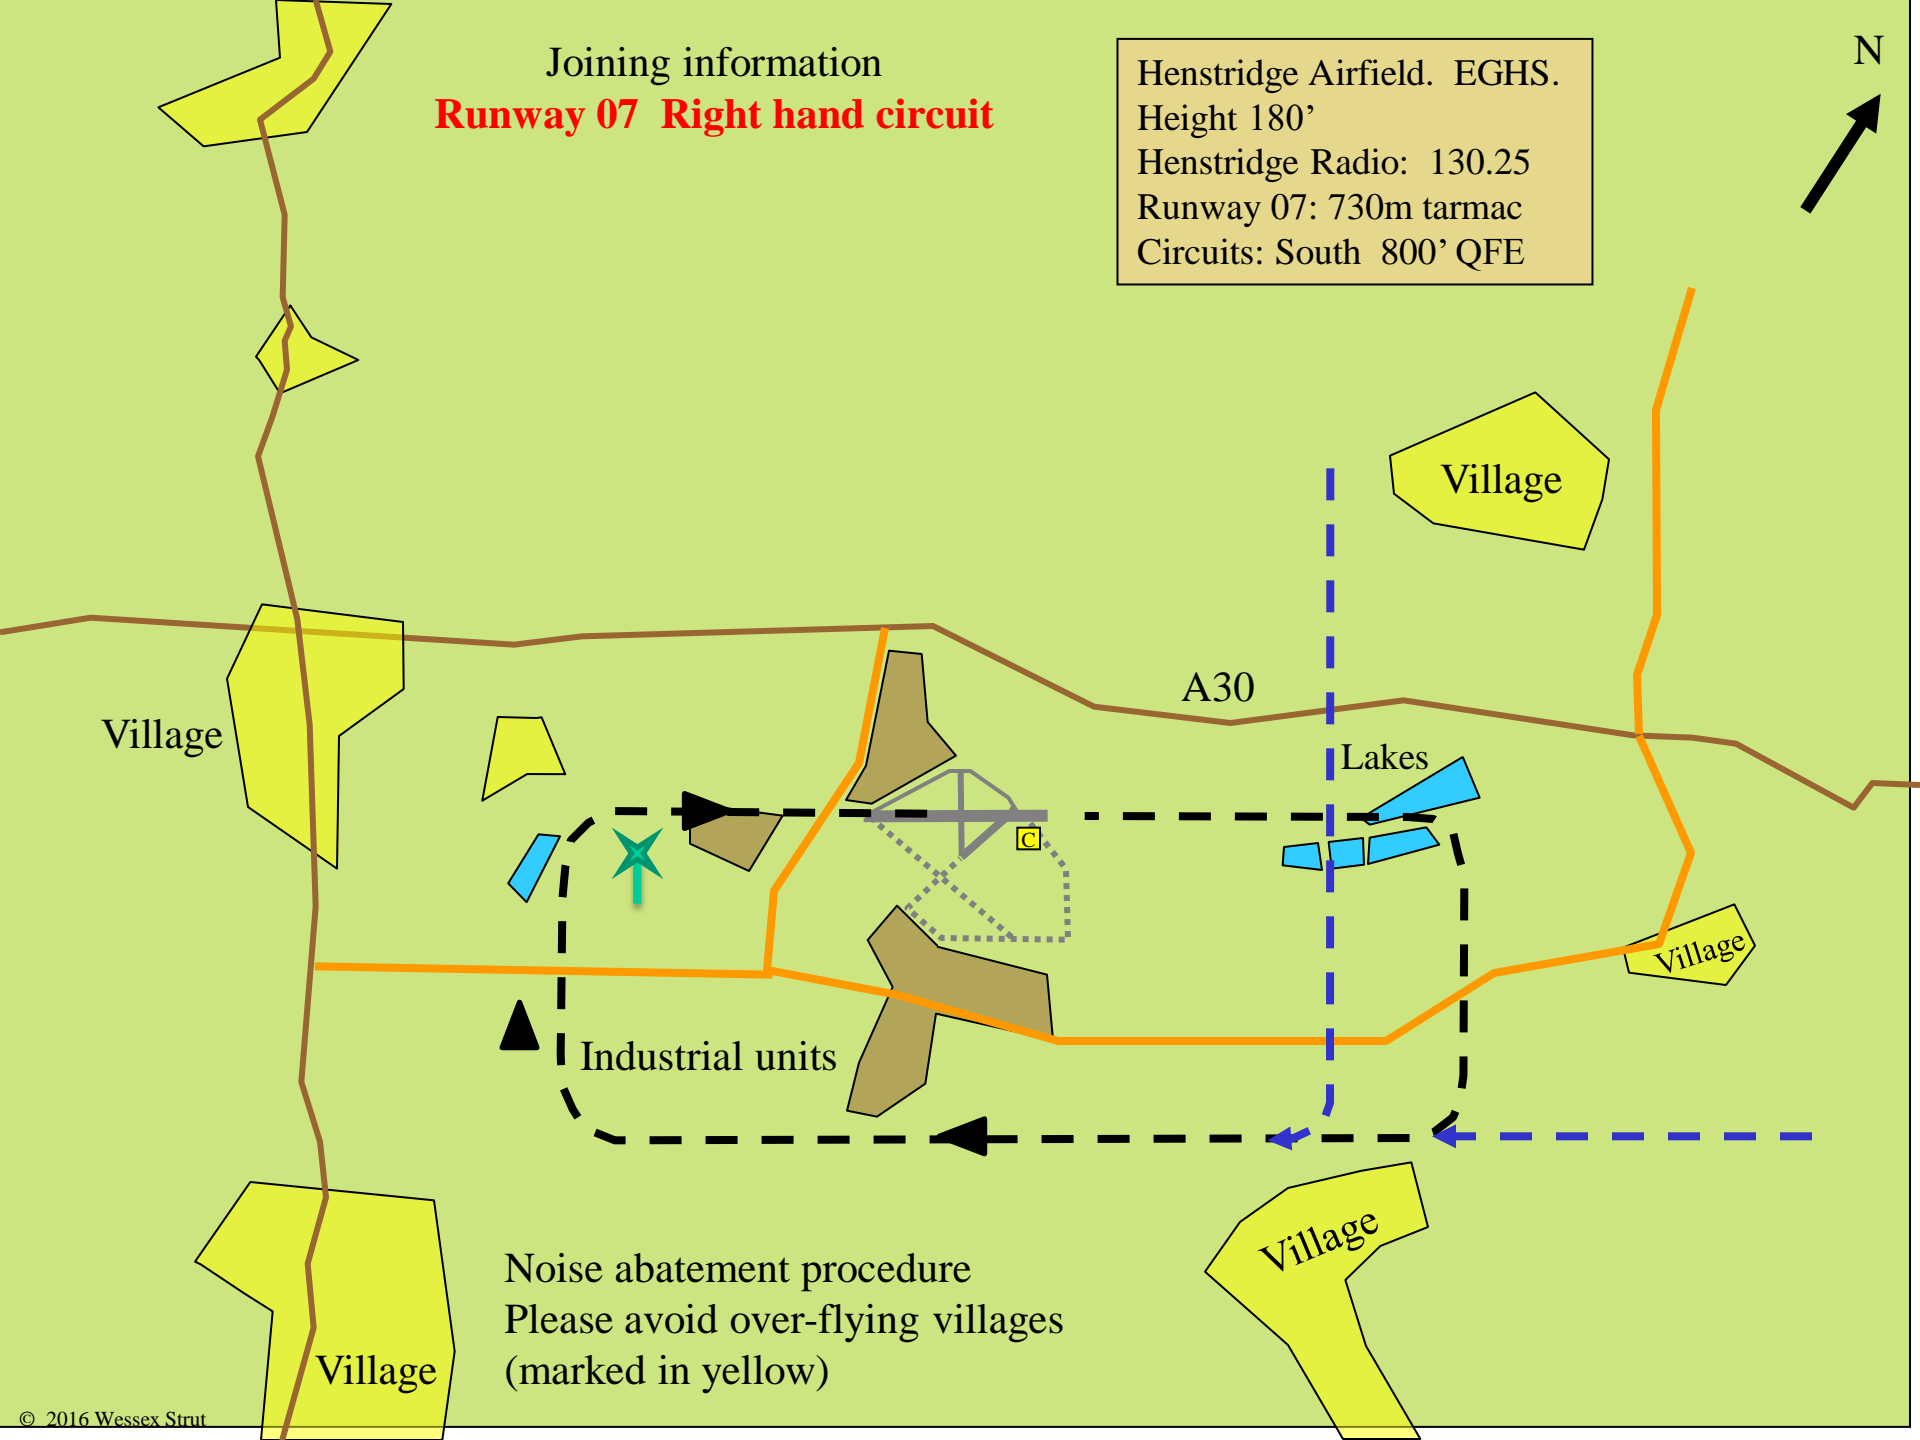 Joining information
Runway 07  Right hand circuit
Henstridge Airfield.  EGHS.
Height 180’
Henstridge Radio:  130.25
Runway 07: 730m tarmac
Circuits: South  800’ QFE
N
Village
A30
Village
Lakes
C
Village
Industrial units
Village
Noise abatement procedure
Please avoid over-flying villages
(marked in yellow)
Village
© 2016 Wessex Strut